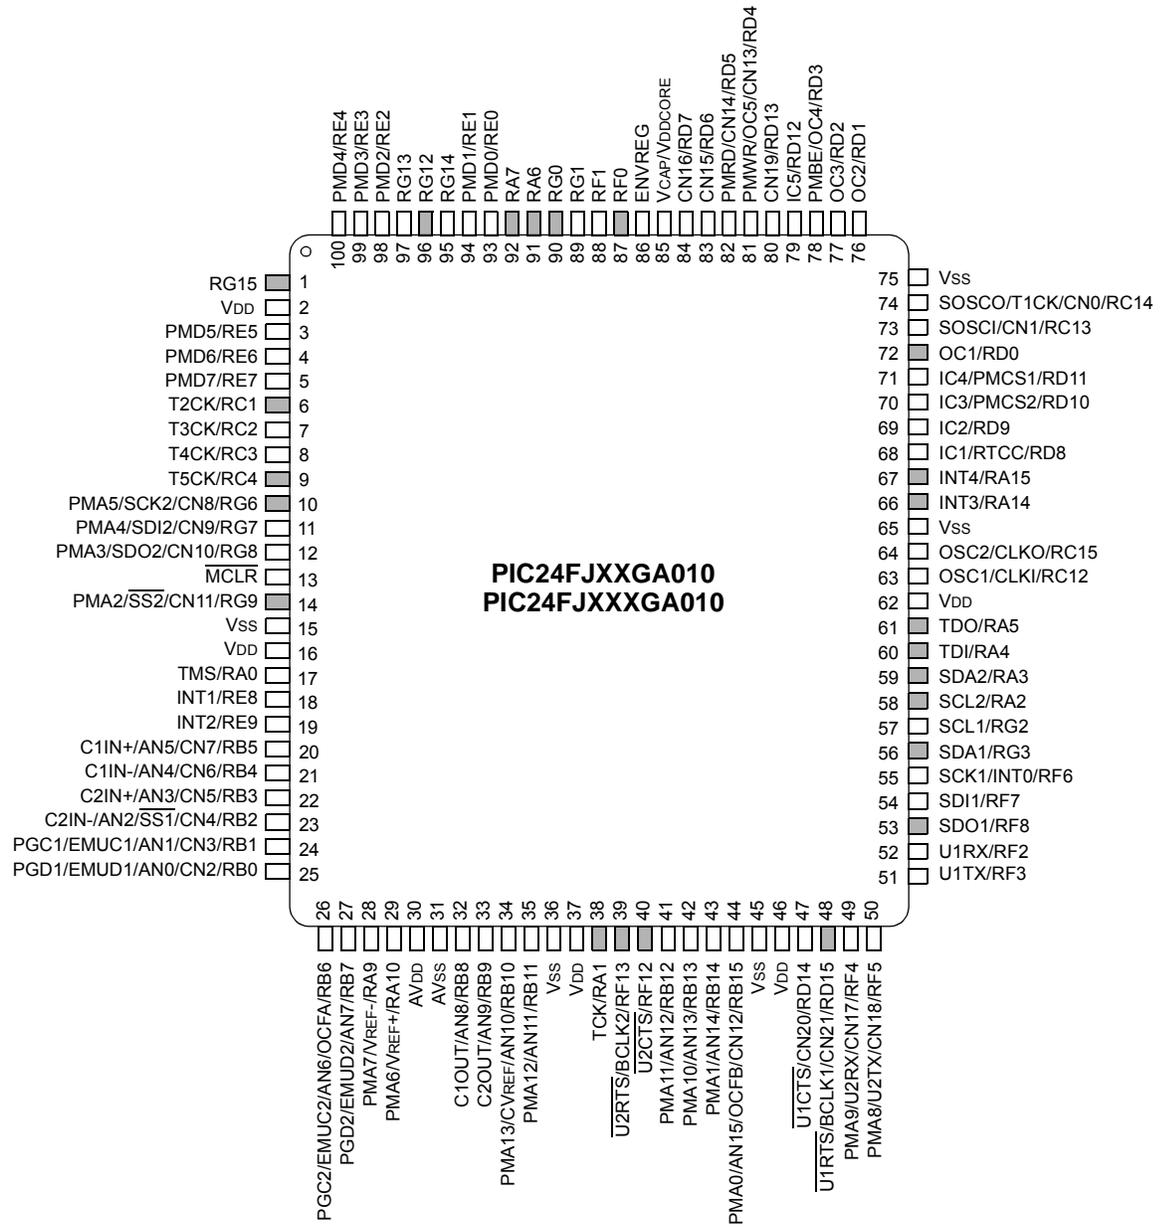 PMD4/RE4
PMD3/RE3
PMD2/RE2
RG13
RG12
RG14
PMD1/RE1
PMD0/RE0
RA7
RA6
RG0
RG1
RF1
RF0
ENVREG
VCAP/VDDCORE
CN16/RD7
CN15/RD6
PMRD/CN14/RD5
PMWR/OC5/CN13/RD4
CN19/RD13
IC5/RD12
PMBE/OC4/RD3
OC3/RD2
OC2/RD1
100
99
98
97
96
95
94
93
92
91
90
89
88
87
86
85
84
83
82
81
80
79
78
77
76
RG15 1
VDD 2
PMD5/RE5 3
PMD6/RE6 4
PMD7/RE7 5
T2CK/RC1 6
T3CK/RC2 7
T4CK/RC3 8
T5CK/RC4 9
PMA5/SCK2/CN8/RG6 10
PMA4/SDI2/CN9/RG7 11
PMA3/SDO2/CN10/RG8 12
MCLR 13
PMA2/SS2/CN11/RG9 14
VSS 15
VDD 16
TMS/RA0 17
INT1/RE8 18
INT2/RE9 19
C1IN+/AN5/CN7/RB5 20
C1IN-/AN4/CN6/RB4 21
C2IN+/AN3/CN5/RB3 22
C2IN-/AN2/SS1/CN4/RB2 23
PGC1/EMUC1/AN1/CN3/RB1 24
PGD1/EMUD1/AN0/CN2/RB0 25
PIC24FJXXGA010
PIC24FJXXXGA010
75 VSS
74 SOSCO/T1CK/CN0/RC14
73 SOSCI/CN1/RC13
72 OC1/RD0
71 IC4/PMCS1/RD11
70 IC3/PMCS2/RD10
69 IC2/RD9
68 IC1/RTCC/RD8
67 INT4/RA15
66 INT3/RA14
65 VSS
64 OSC2/CLKO/RC15
63 OSC1/CLKI/RC12
62 VDD
61 TDO/RA5
60 TDI/RA4
59 SDA2/RA3
58 SCL2/RA2
57 SCL1/RG2
56 SDA1/RG3
55 SCK1/INT0/RF6
54 SDI1/RF7
53 SDO1/RF8
52 U1RX/RF2
51 U1TX/RF3
26
27
28
29
30
31
32
33
34
35
36
37
38
39
40
41
42
43
44
45
46
47
48
49
50
PGC2/EMUC2/AN6/OCFA/RB6
PGD2/EMUD2/AN7/RB7
PMA7/VREF-/RA9
PMA6/VREF+/RA10
AVDD
AVSS
C1OUT/AN8/RB8
C2OUT/AN9/RB9
PMA13/CVREF/AN10/RB10
PMA12/AN11/RB11
VSS
VDD
TCK/RA1
U2RTS/BCLK2/RF13
U2CTS/RF12
PMA11/AN12/RB12
PMA10/AN13/RB13
PMA1/AN14/RB14
PMA0/AN15/OCFB/CN12/RB15
VSS
VDD
U1CTS/CN20/RD14
U1RTS/BCLK1/CN21/RD15
PMA9/U2RX/CN17/RF4
PMA8/U2TX/CN18/RF5